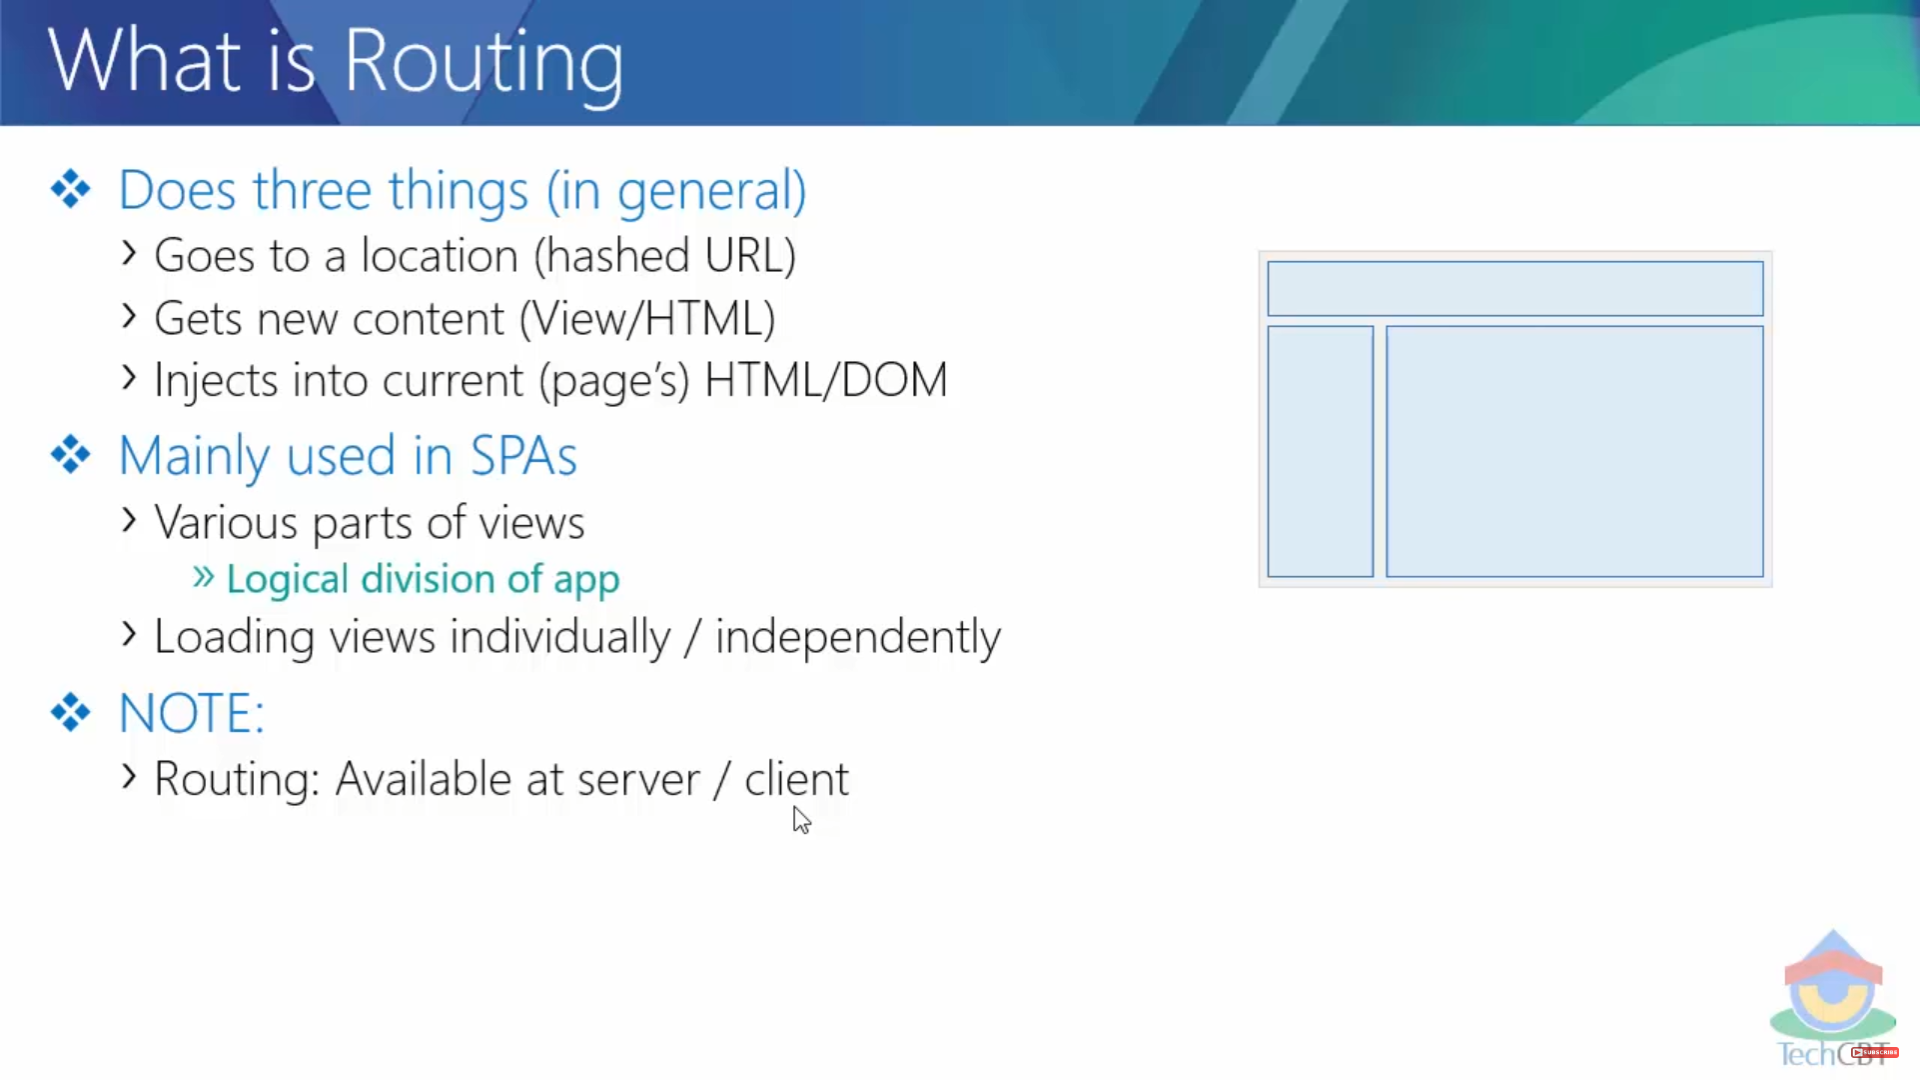 What is Routing
Does three things (in general)
Goes to a location (hashed URL)
Gets new content (View/HTML)
Injects into current (page's) HTML/DOM
Mainly used in SPAs
Various parts of views
Logical division of app
Loading views individually / independently
NOTE:
Routing: Available at server / client
TechCBT
SUBSCRIBE